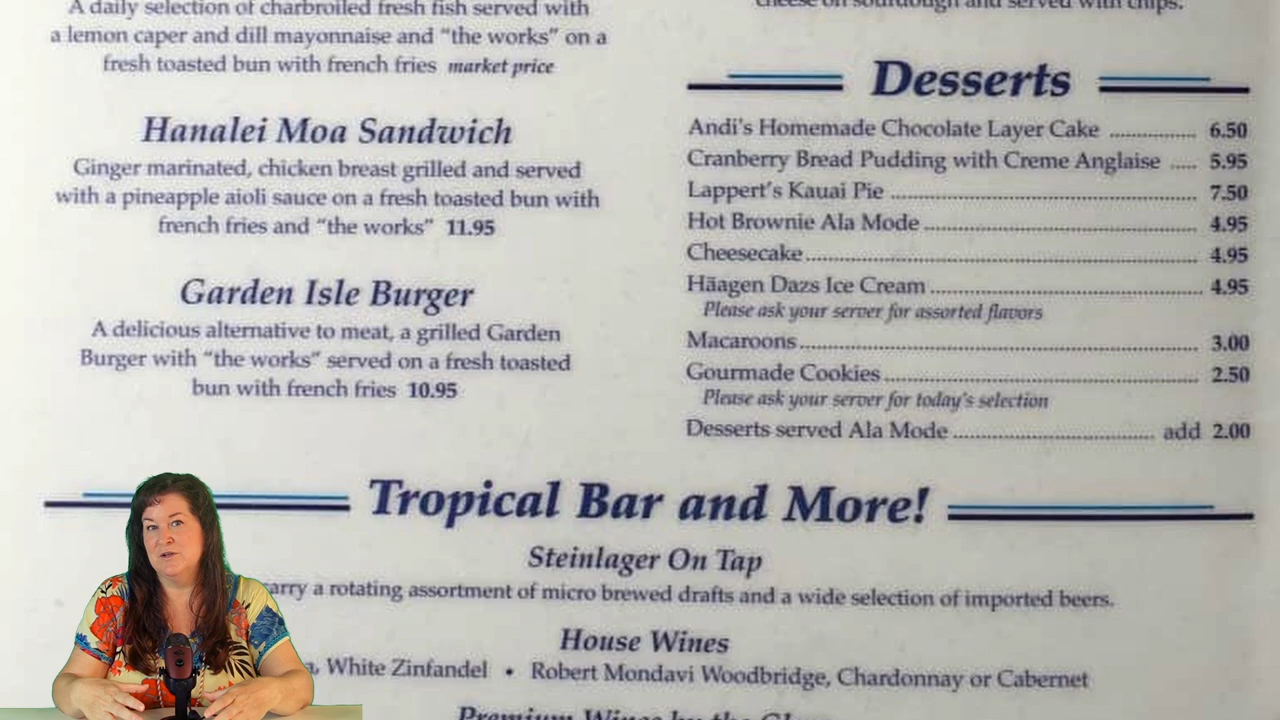 A daily selection of charbroiled fresh fish served with
a lemon caper and dill mayonnaise and “the works” on a
fresh toasted bun with french fries market price
Hanalei Moa Sandwich
Ginger marinated, chicken breast grilled and served
with a pineapple aioli sauce on a fresh toasted bun with
french fries and “the works” 11.95
Garden Isle Burger
A delicious alternative to meat, a grilled Garden
Burger with “the works” served on a fresh toasted
bun with french fries 10.95
cheese on sourdough and served with chips.
Desserts
Andi's Homemade Chocolate Layer Cake ............... 6.50
Cranberry Bread Pudding with Creme Anglaise ..... 5.95
Lappert's Kauai Pie ............... 7.50
Hot Brownie Ala Mode ............... 4.95
Cheesecake ............... 4.95
Häagen Dazs Ice Cream ............... 4.95
Please ask your server for assorted flavors
Macaroons ............... 3.00
Gourmade Cookies ............... 2.50
Please ask your server for today's selection
Desserts served Ala Mode ............... add 2.00
Tropical Bar and More!
Steinlager On Tap
a rotating assortment of micro brewed drafts and a wide selection of imported beers.
House Wines
White Zinfandel • Robert Mondavi Woodbridge, Chardonnay or Cabernet
Premium Wines by the Glass